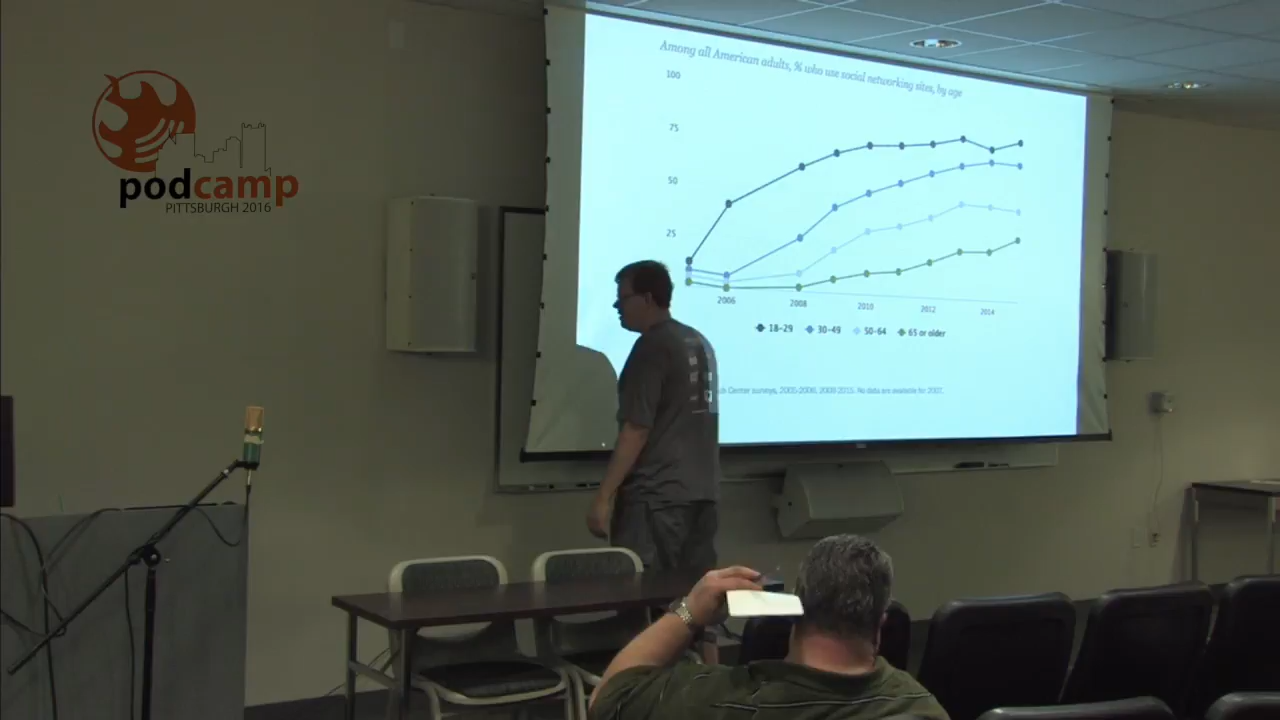 podcamp
PITTSBURGH 2016
Among all American adults, % who use social networking sites, by age
100
75
50
25
2006 2008 2010 2012 2014
18-29 30-49 50-64 65 or older
Center surveys, 2005-2006, 2008-2015. No data are available for 2007.